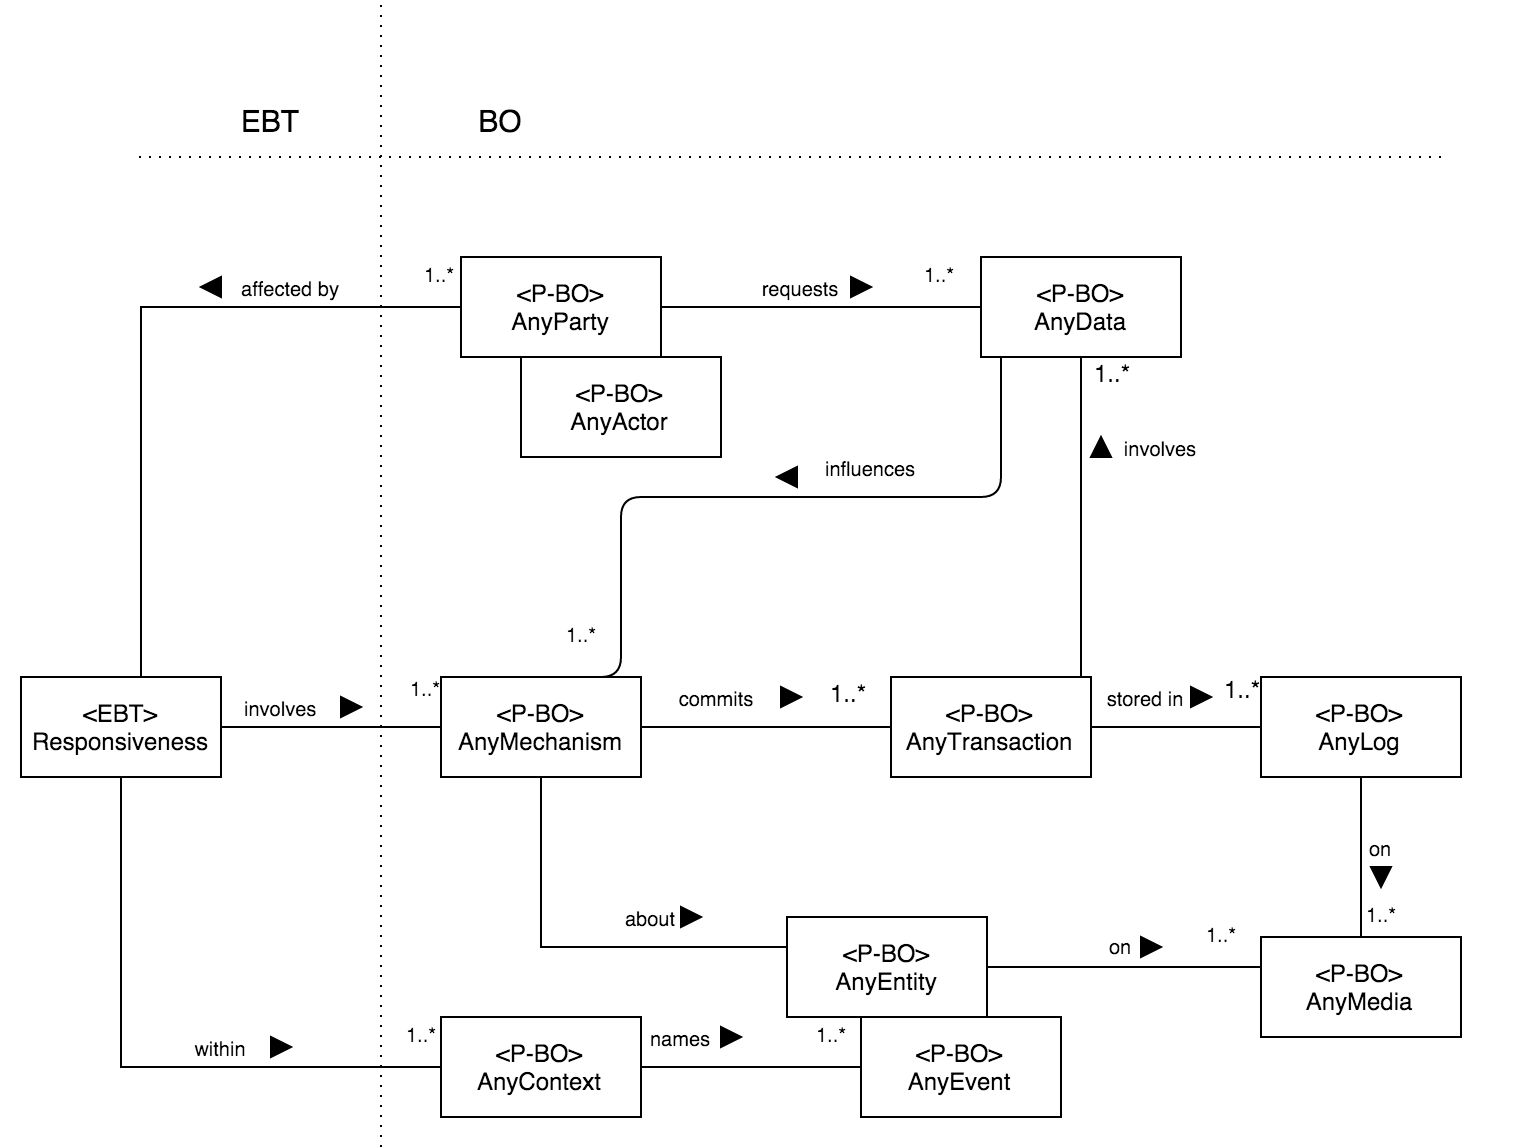 EBT
BO
affected by
1..*
<P-BO>
AnyParty
requests
1..*
<P-BO>
AnyData
1..*
<P-BO>
AnyActor
involves
influences
1..*
<EBT>
Responsiveness
involves
1..*
<P-BO>
AnyMechanism
commits
1..*
<P-BO>
AnyTransaction
stored in
1..*
<P-BO>
AnyLog
on
1..*
about
<P-BO>
AnyEntity
on
1..*
<P-BO>
AnyMedia
within
1..*
<P-BO>
AnyContext
names
1..*
<P-BO>
AnyEvent